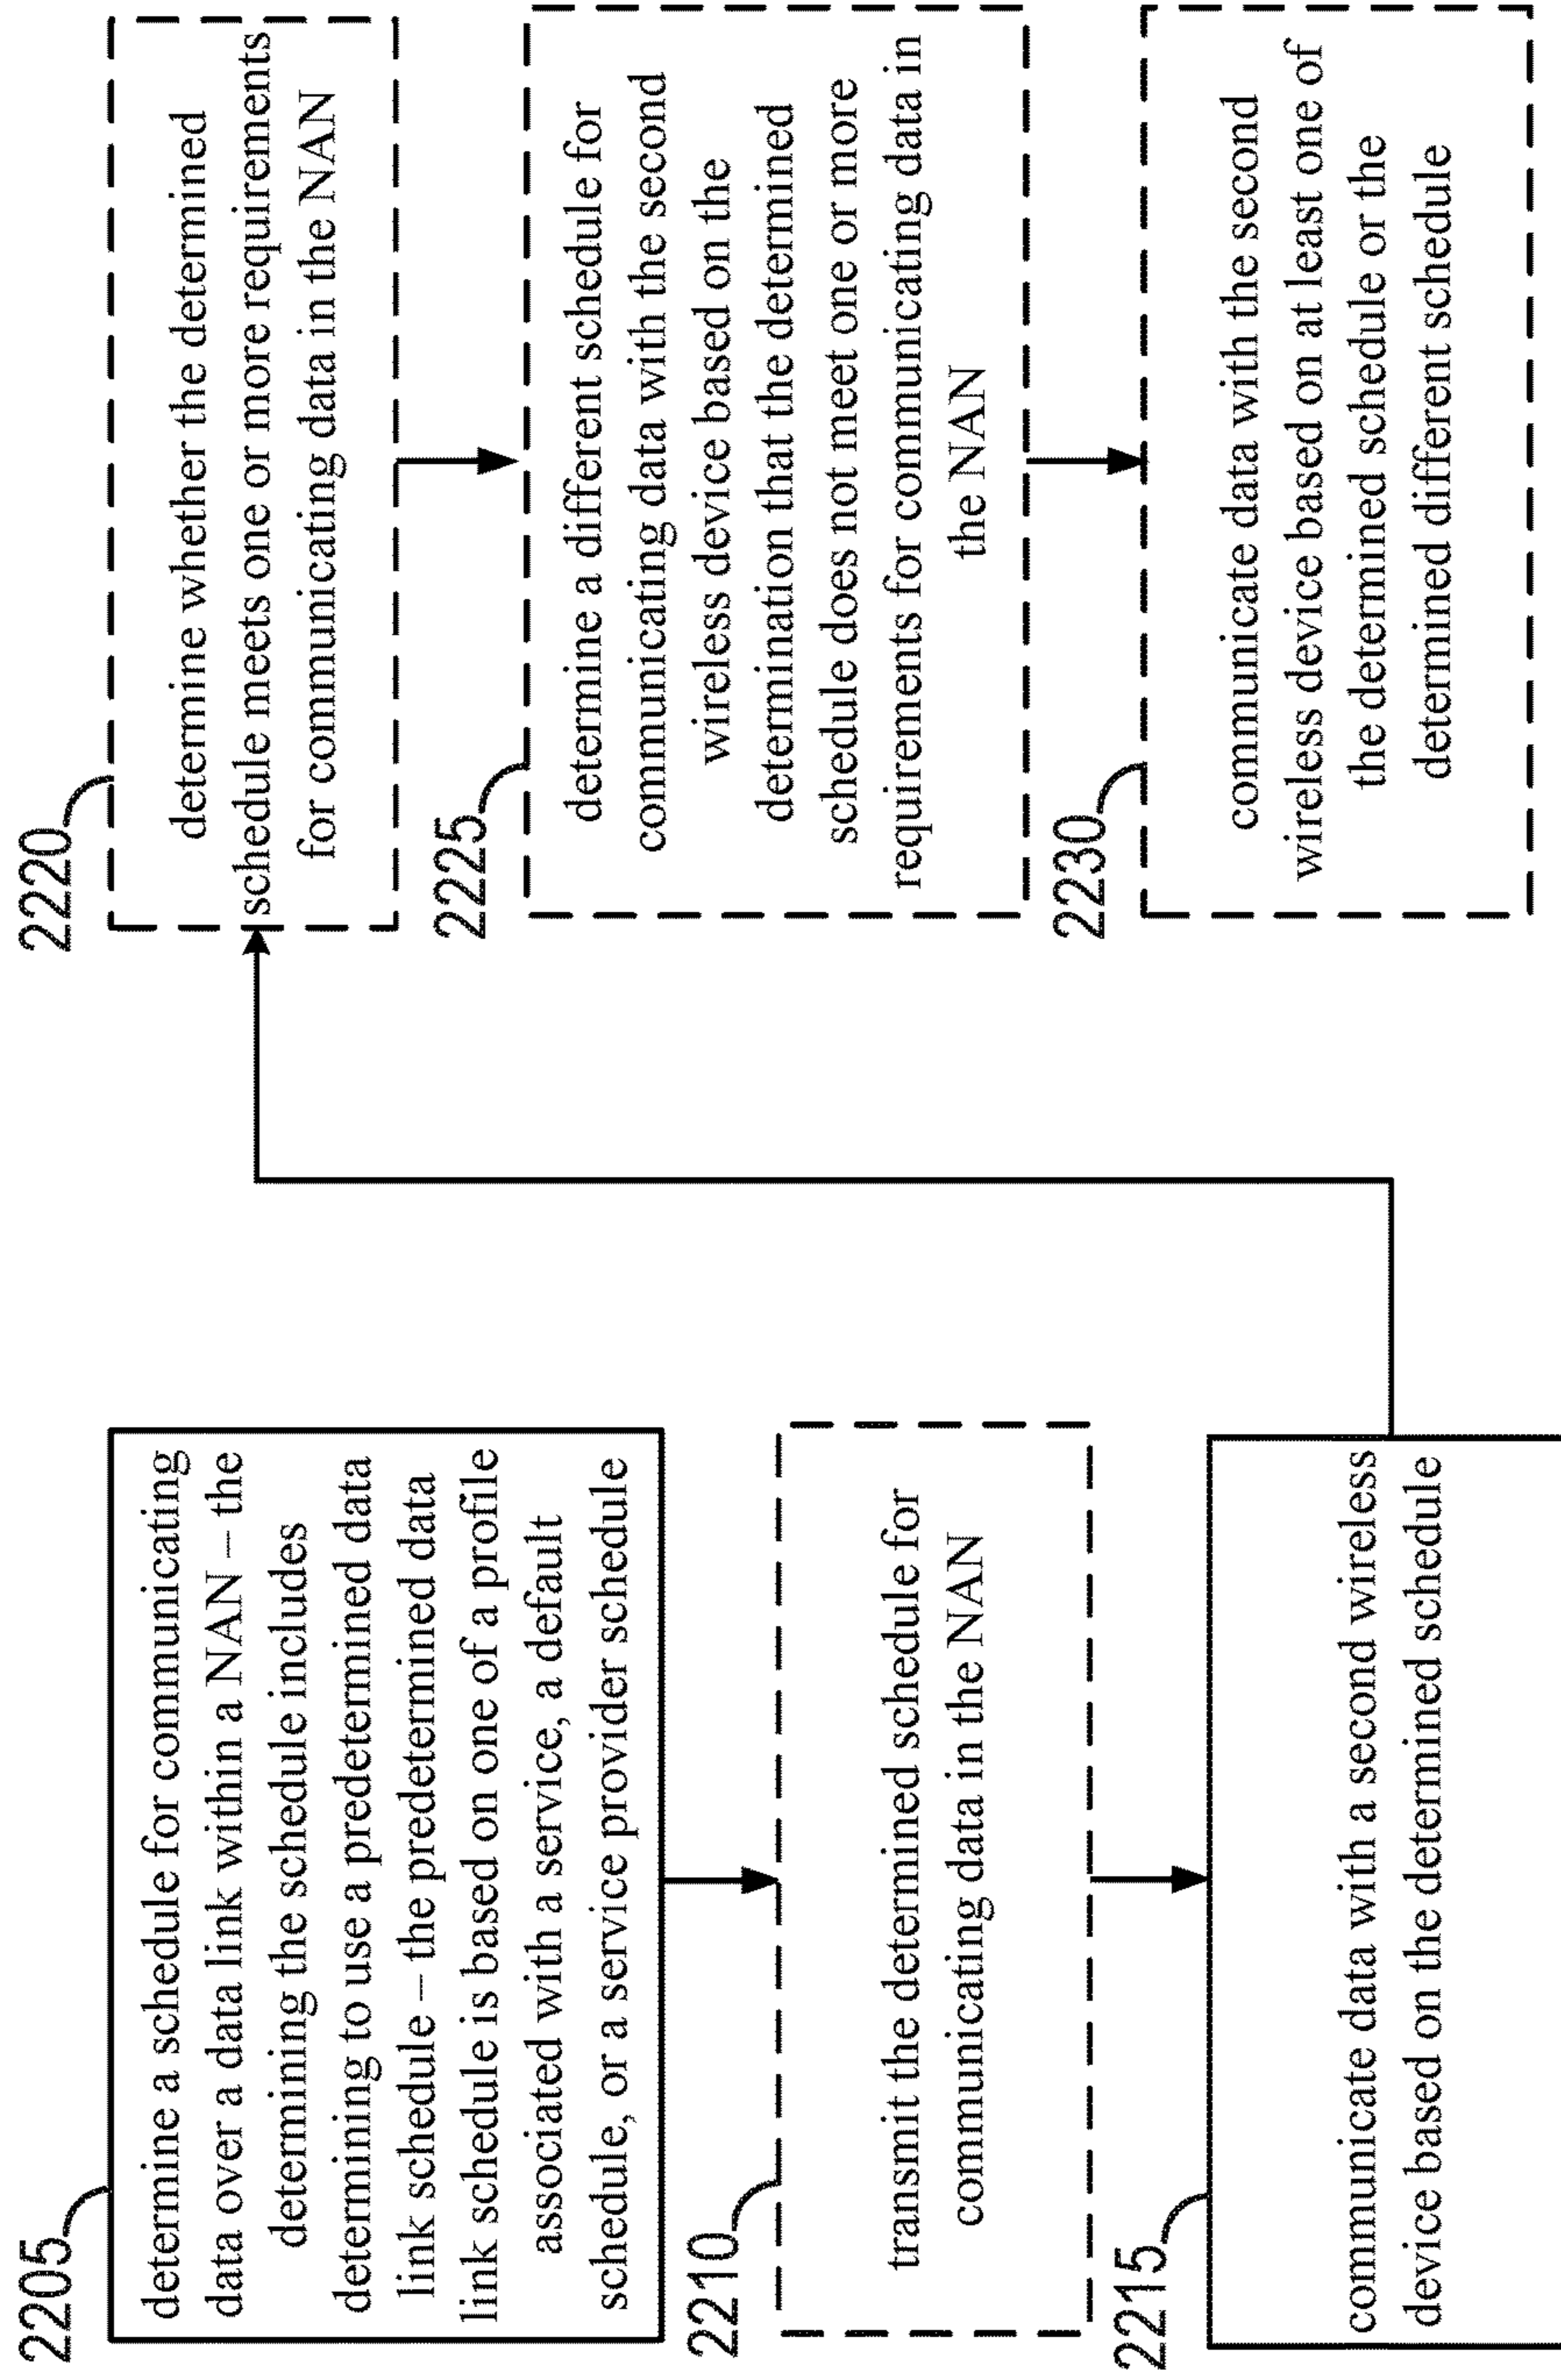 2205
determine a schedule for communicating
data over a data link within a NAN – the
determining the schedule includes
determining to use a predetermined data
link schedule – the predetermined data
link schedule is based on one of a profile
associated with a service, a default
schedule, or a service provider schedule
2210
transmit the determined schedule for
communicating data in the NAN
2215
communicate data with a second wireless
device based on the determined schedule
2220
determine whether the determined
schedule meets one or more requirements
for communicating data in the NAN
2225
determine a different schedule for
communicating data with the second
wireless device based on the
determination that the determined
schedule does not meet one or more
requirements for communicating data in
the NAN
2230
communicate data with the second
wireless device based on at least one of
the determined schedule or the
determined different schedule